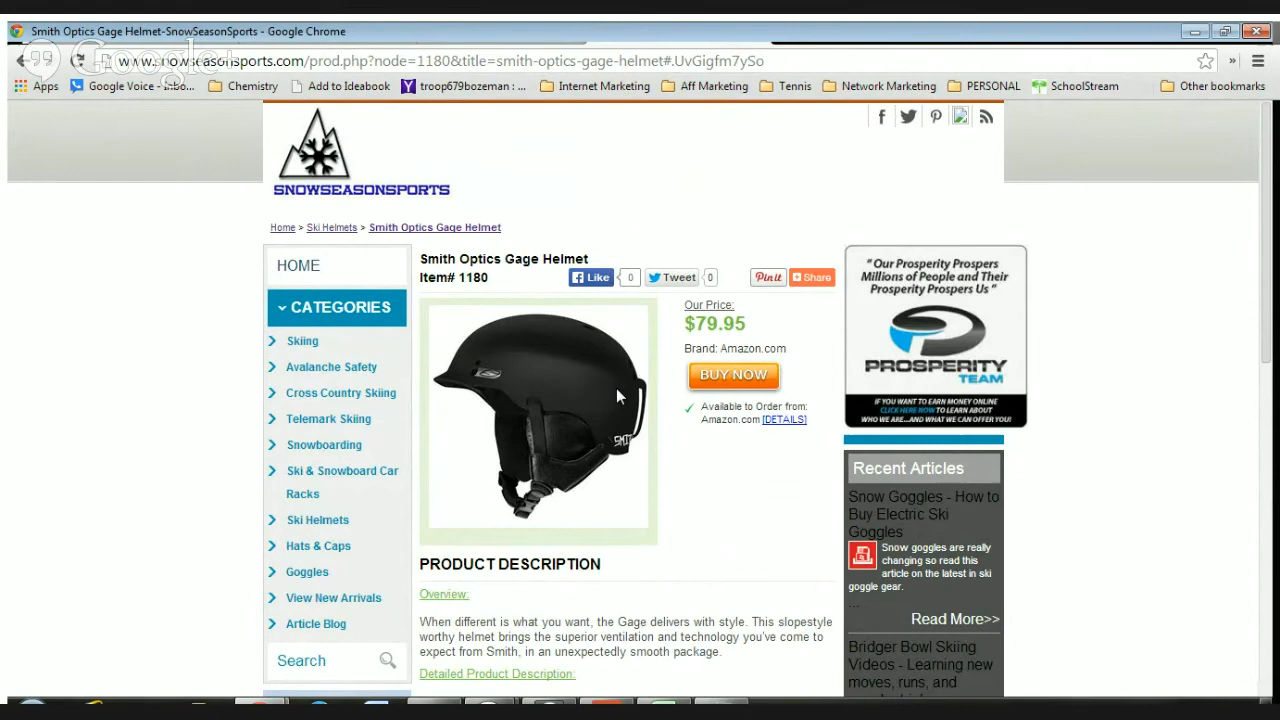 Smith Optics Gage Helmet-SnowSeasonSports - Google Chrome
Google+
www.snowseasonsports.com/prod.php?node=1180&title=smith-optics-gage-helmet#.UvGigfm7ySo
Apps Google Voice - Inbo... Chemistry Add to Ideabook troop679bozeman : ... Internet Marketing Aff Marketing Tennis Network Marketing PERSONAL SchoolStream Other bookmarks
SNOWSEASONSPORTS
Home > Ski Helmets > Smith Optics Gage Helmet
HOME
CATEGORIES
Skiing
Avalanche Safety
Cross Country Skiing
Telemark Skiing
Snowboarding
Ski & Snowboard Car
Racks
Ski Helmets
Hats & Caps
Goggles
View New Arrivals
Article Blog
Search
Smith Optics Gage Helmet
Item# 1180
Like 0 Tweet 0 Pin it Share
SMITH
Our Price:
$79.95
Brand: Amazon.com
BUY NOW
Available to Order from:
Amazon.com [DETAILS]
PRODUCT DESCRIPTION
Overview:
When different is what you want, the Gage delivers with style. This slopestyle
worthy helmet brings the superior ventilation and technology you've come to
expect from Smith, in an unexpectedly smooth package.
Detailed Product Description:
"Our Prosperity Prospers
Millions of People and Their
Prosperity Prospers Us"
PROSPERITY
TEAM
IF YOU WANT TO EARN MONEY ONLINE
CLICK HERE NOW TO LEARN ABOUT
WHO WE ARE...AND WHAT WE CAN OFFER YOU!
Recent Articles
Snow Goggles - How to
Buy Electric Ski
Goggles
Snow goggles are really
changing so read this
article on the latest in ski
goggle gear.
...
Read More>>
Bridger Bowl Skiing
Videos - Learning new
moves, runs, and